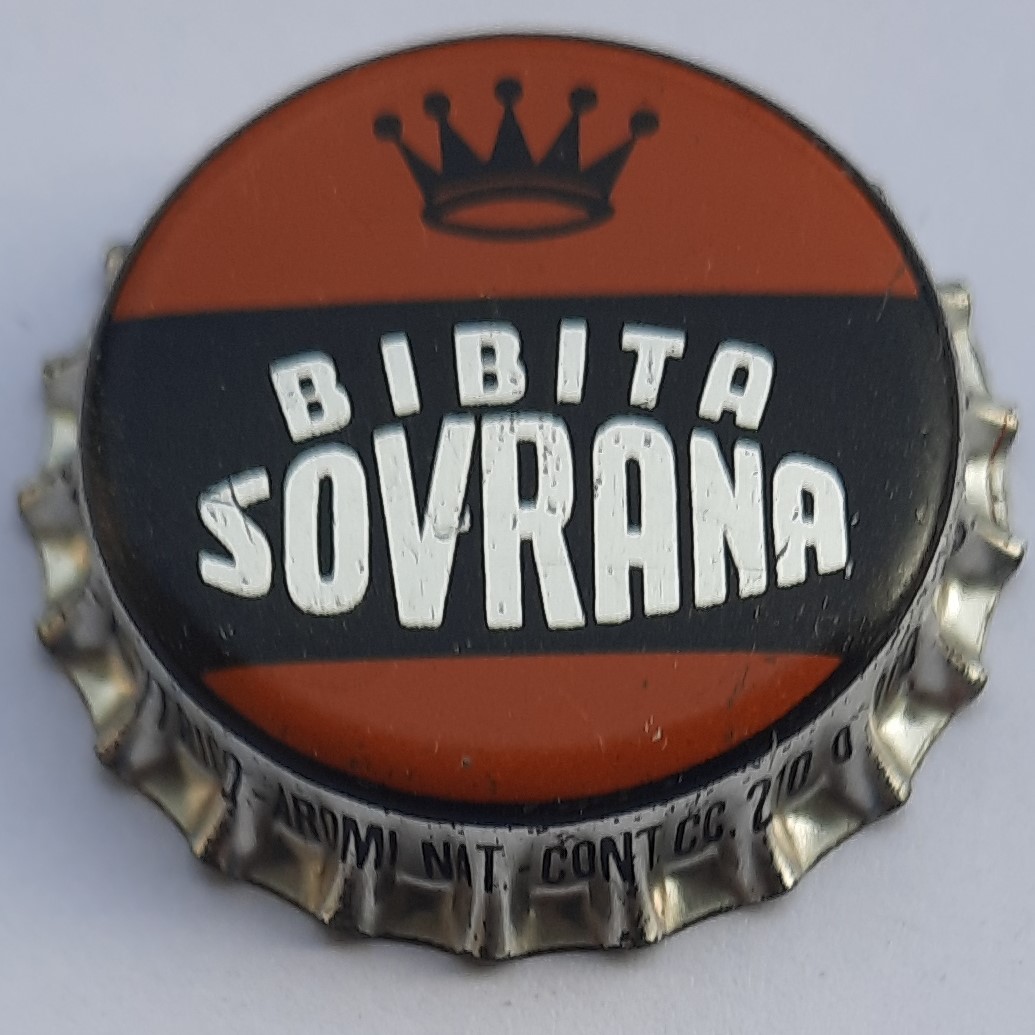 BIBITA
SOVRANA
AROMI NAT - CONT CC. 210